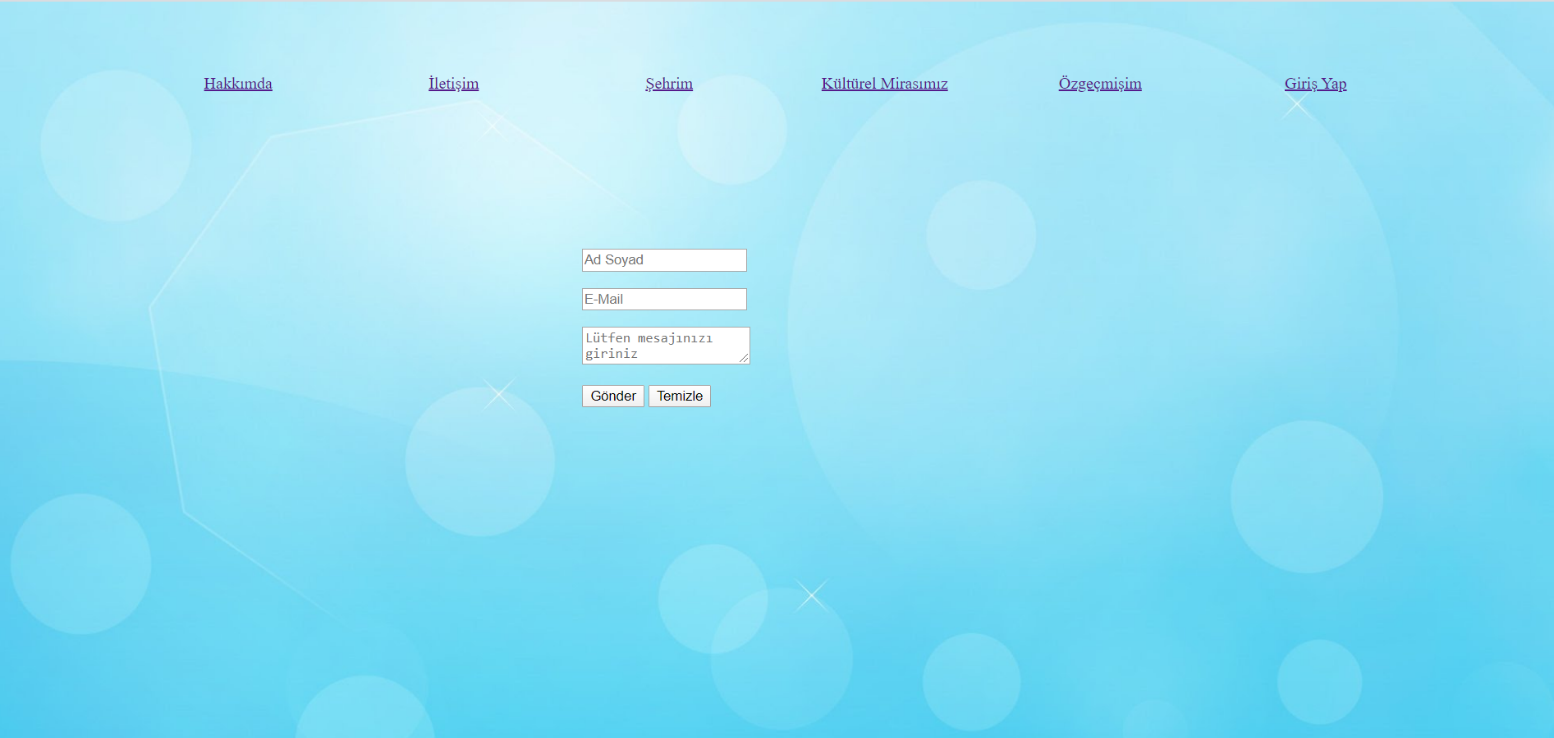 Hakkımda İletişim Şehrim Kültürel Mirasımız Özgeçmişim Giriş Yap
Ad Soyad
E-Mail
Lütfen mesajınızı
giriniz
Gönder Temizle